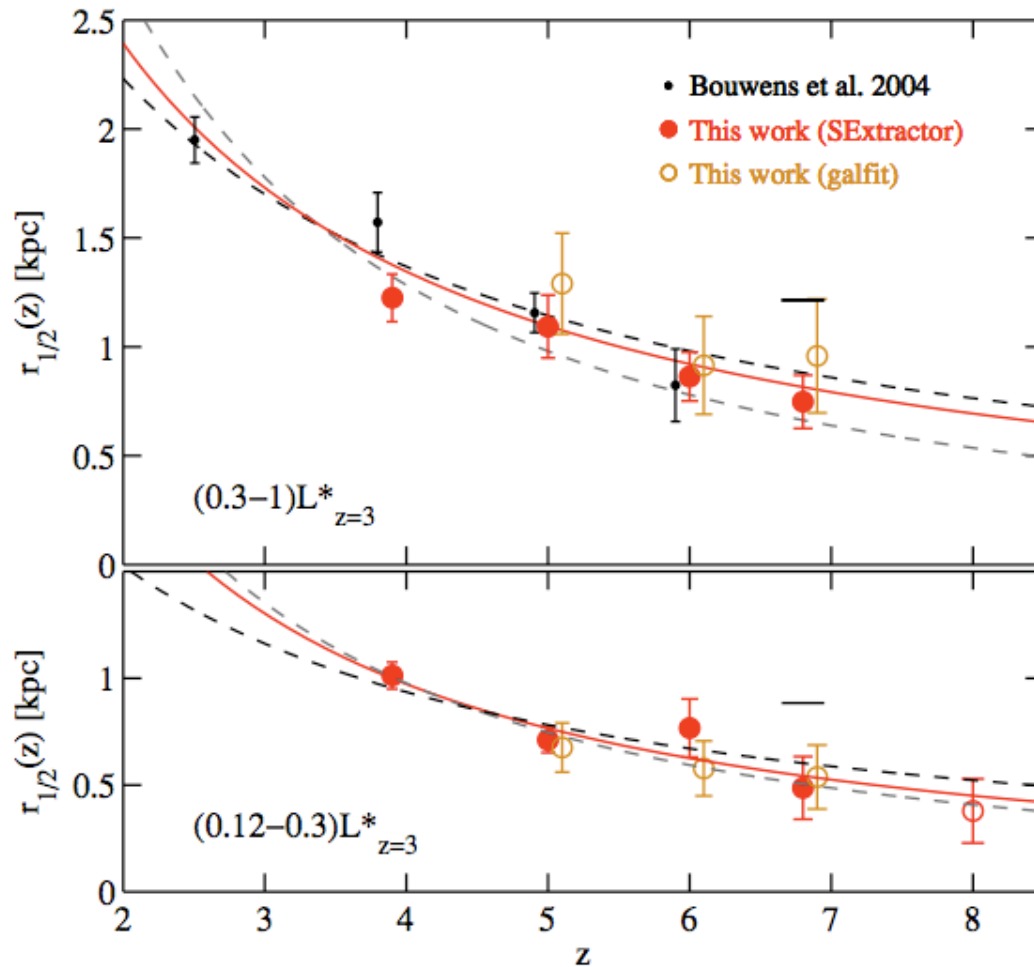 2.5
2
1.5
1
0.5
0
r1/2(z) [kpc]
Bouwens et al. 2004
This work (SExtractor)
This work (galfit)
(0.3−1)L*z=3
1
0.5
0
r1/2(z) [kpc]
(0.12−0.3)L*z=3
2 3 4 5 6 7 8
z